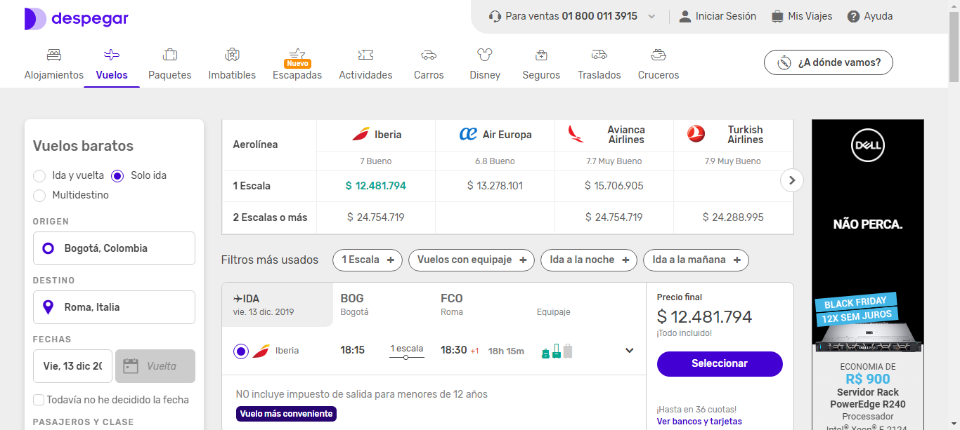 despegar
Para ventas 01 800 011 3915
Iniciar Sesión
Mis Viajes
Ayuda
Alojamientos
Vuelos
Paquetes
Imbatibles
Nuevo
Escapadas
Actividades
Carros
Disney
Seguros
Traslados
Cruceros
¿A dónde vamos?
Vuelos baratos
Ida y vuelta
Solo ida
Multidestino
ORIGEN
Bogotá, Colombia
DESTINO
Roma, Italia
FECHAS
Vie, 13 dic 20
Vuelta
Todavía no he decidido la fecha
PASAJEROS Y CLASE
Aerolínea
Iberia
7 Bueno
Air Europa
6.8 Bueno
Avianca Airlines
7.7 Muy Bueno
Turkish Airlines
7.9 Muy Bueno
1 Escala
$ 12.481.794
$ 13.278.101
$ 15.706.905
2 Escalas o más
$ 24.754.719
$ 24.754.719
$ 24.288.995
Filtros más usados
1 Escala +
Vuelos con equipaje +
Ida a la noche +
Ida a la mañana +
IDA
vie. 13 dic. 2019
BOG
Bogotá
FCO
Roma
Equipaje
Iberia
18:15
1 escala
18:30 +1
18h 15m
NO incluye impuesto de salida para menores de 12 años
Vuelo más conveniente
Precio final
$ 12.481.794
¡Todo incluido!
Seleccionar
¡Hasta en 36 cuotas!
Ver bancos y tarjetas
DELL
NÃO PERCA.
BLACK FRIDAY
12X SEM JUROS
ECONOMIA DE
R$ 900
Servidor Rack
PowerEdge R240
Processador
Intel® Xeon® E-2124